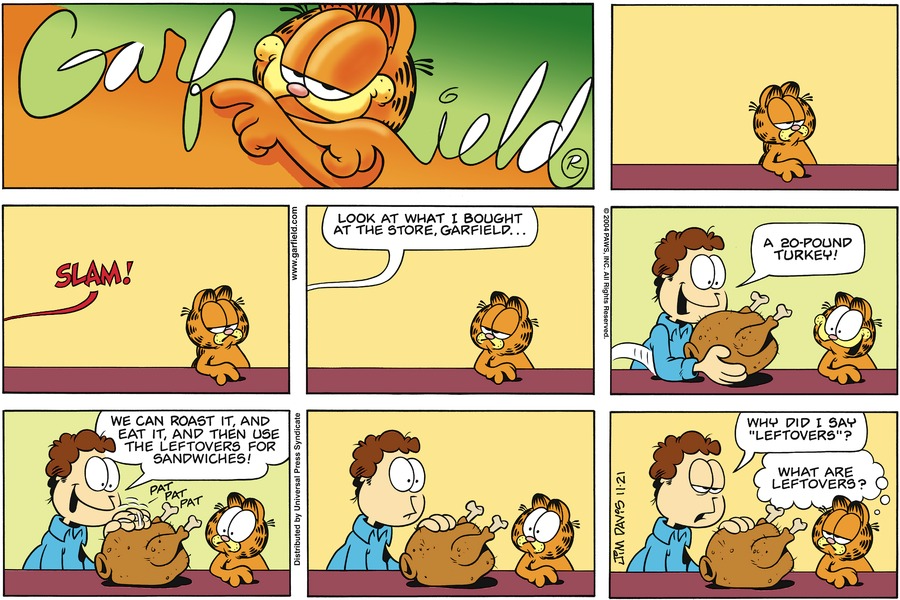 Garfield
®
SLAM!
www.garfield.com
LOOK AT WHAT I BOUGHT
AT THE STORE, GARFIELD...
© 2004 PAWS, INC. All Rights Reserved.
A 20-POUND
TURKEY!
WE CAN ROAST IT, AND
EAT IT, AND THEN USE
THE LEFTOVERS FOR
SANDWICHES!
PAT
PAT
PAT
Distributed by Universal Press Syndicate
WHY DID I SAY
"LEFTOVERS"?
WHAT ARE
LEFTOVERS?
JIM DAVIS 11·21